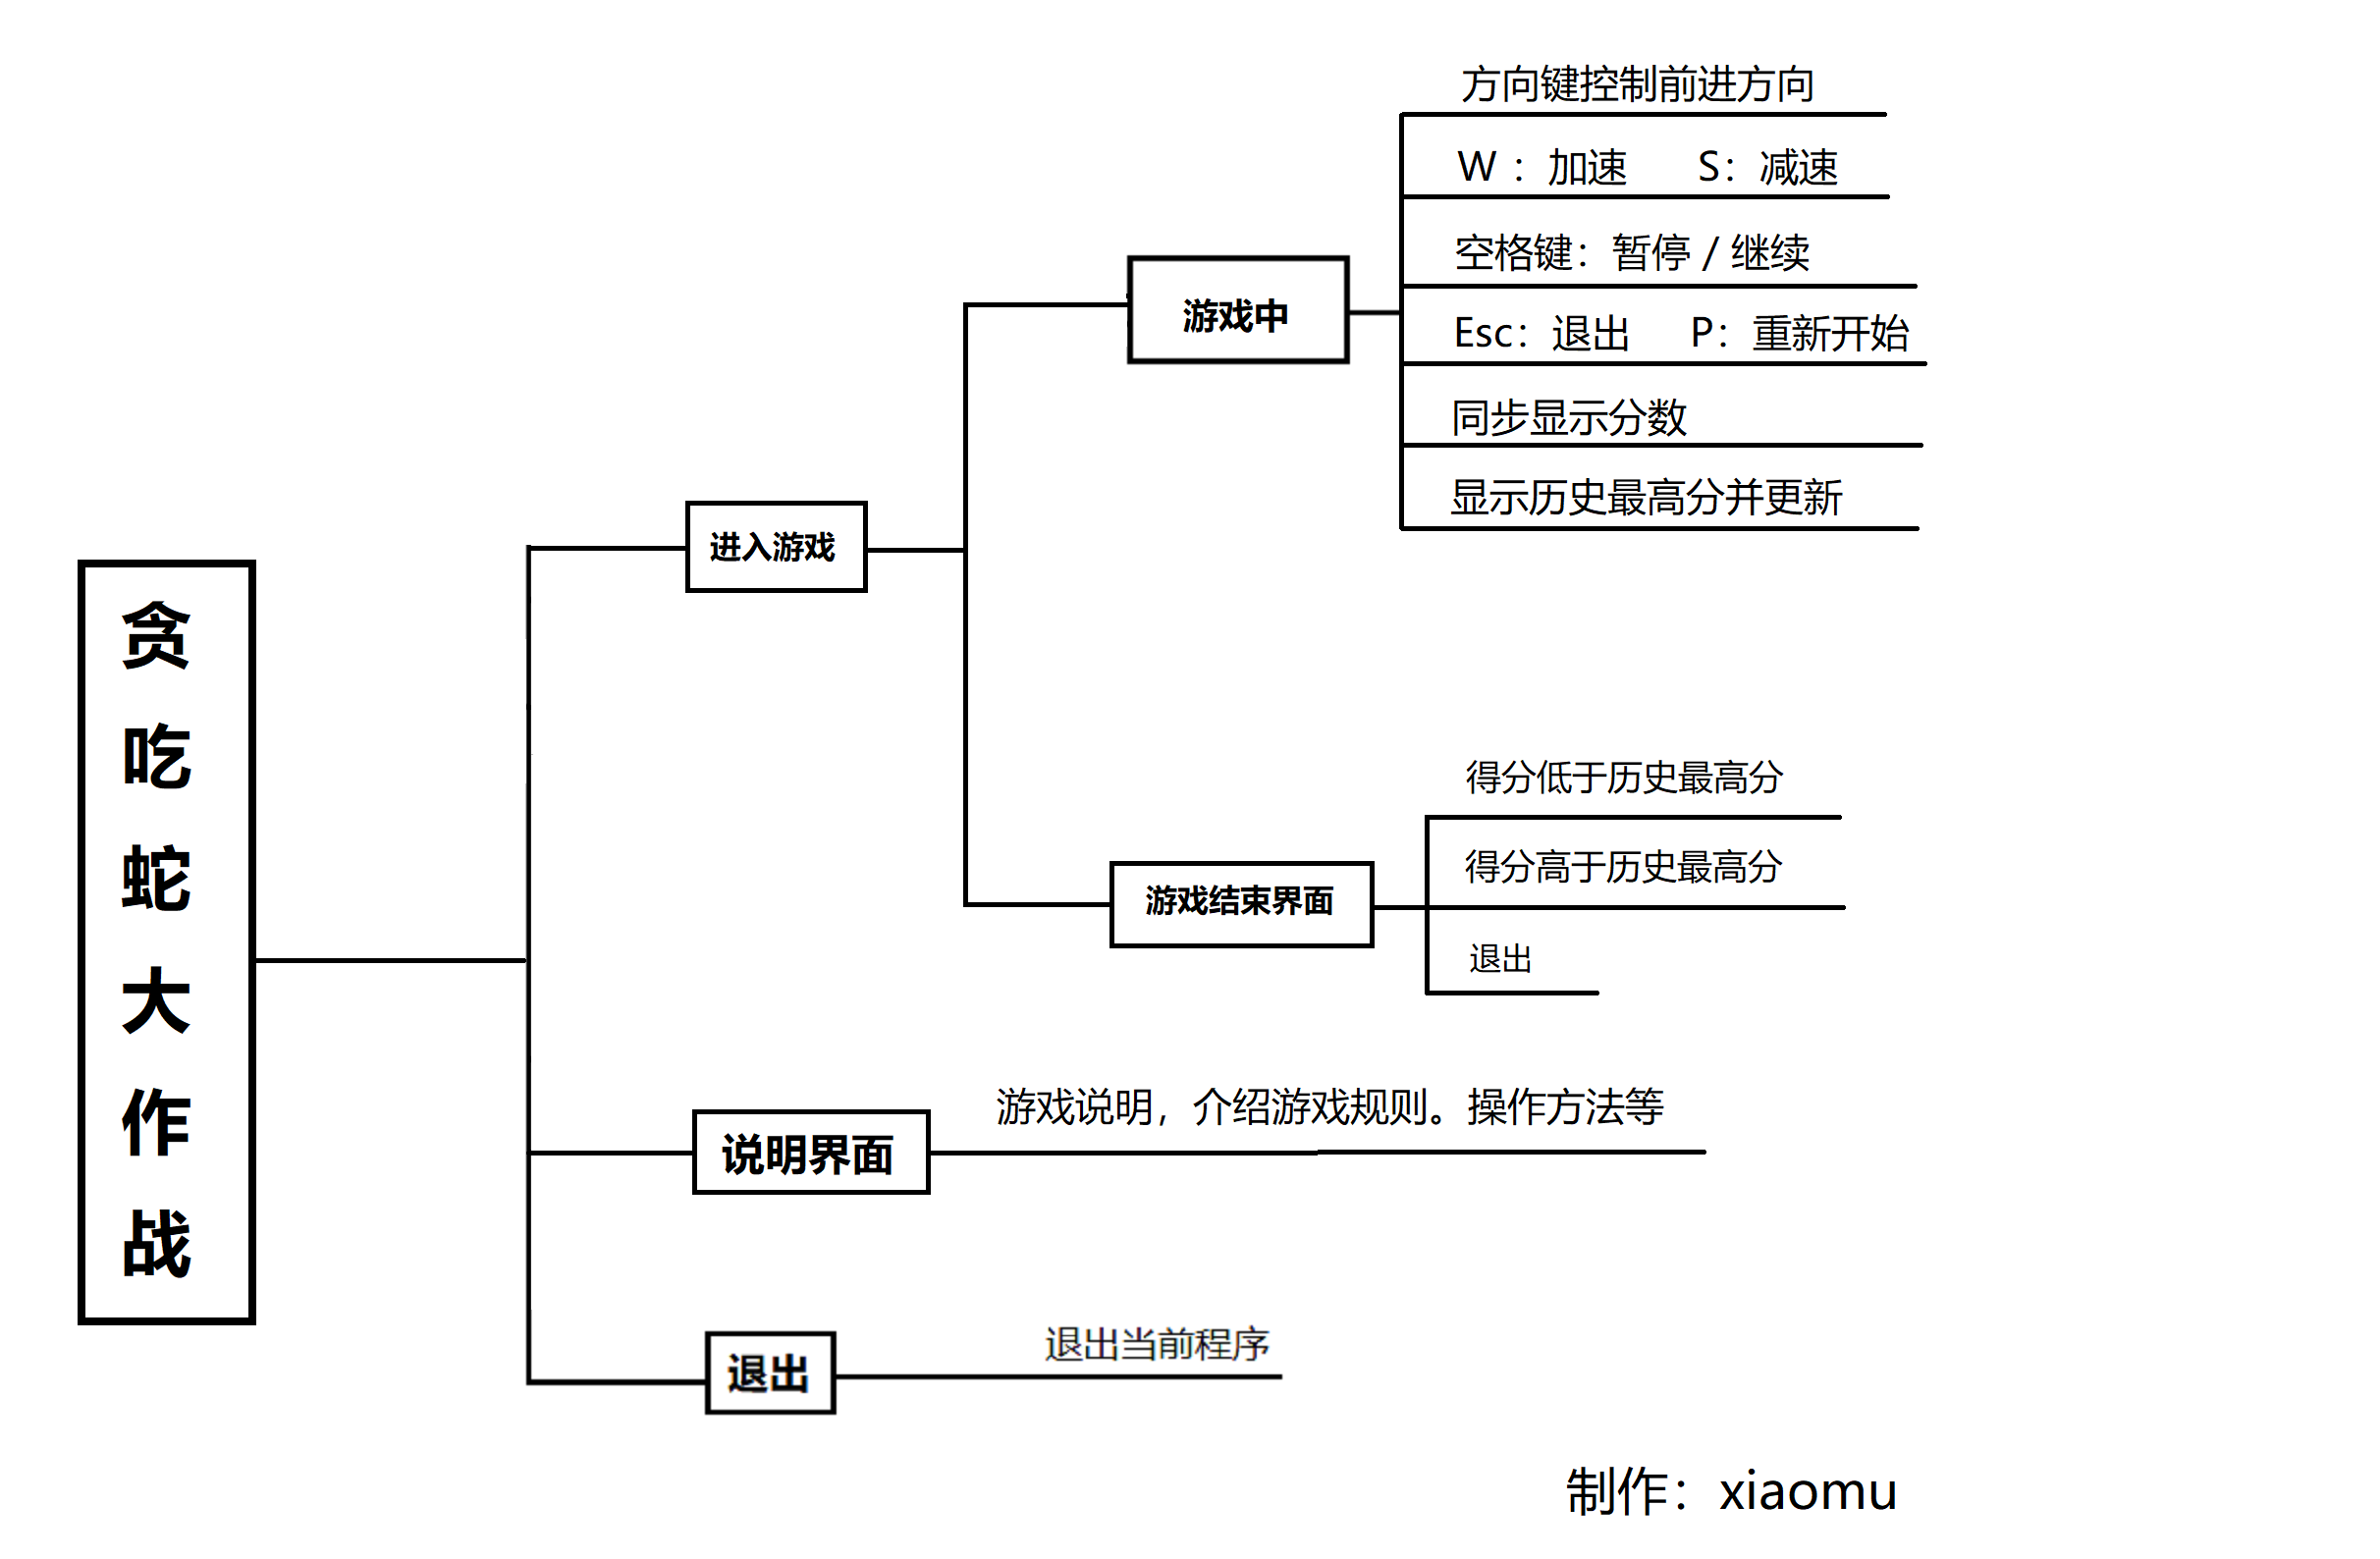 贪吃蛇大作战
进入游戏
游戏中
方向键控制前进方向
W ：加速 S：减速
空格键：暂停 / 继续
Esc：退出 P：重新开始
同步显示分数
显示历史最高分并更新
游戏结束界面
得分低于历史最高分
得分高于历史最高分
退出
说明界面
游戏说明，介绍游戏规则。操作方法等
退出
退出当前程序
制作：xiaomu